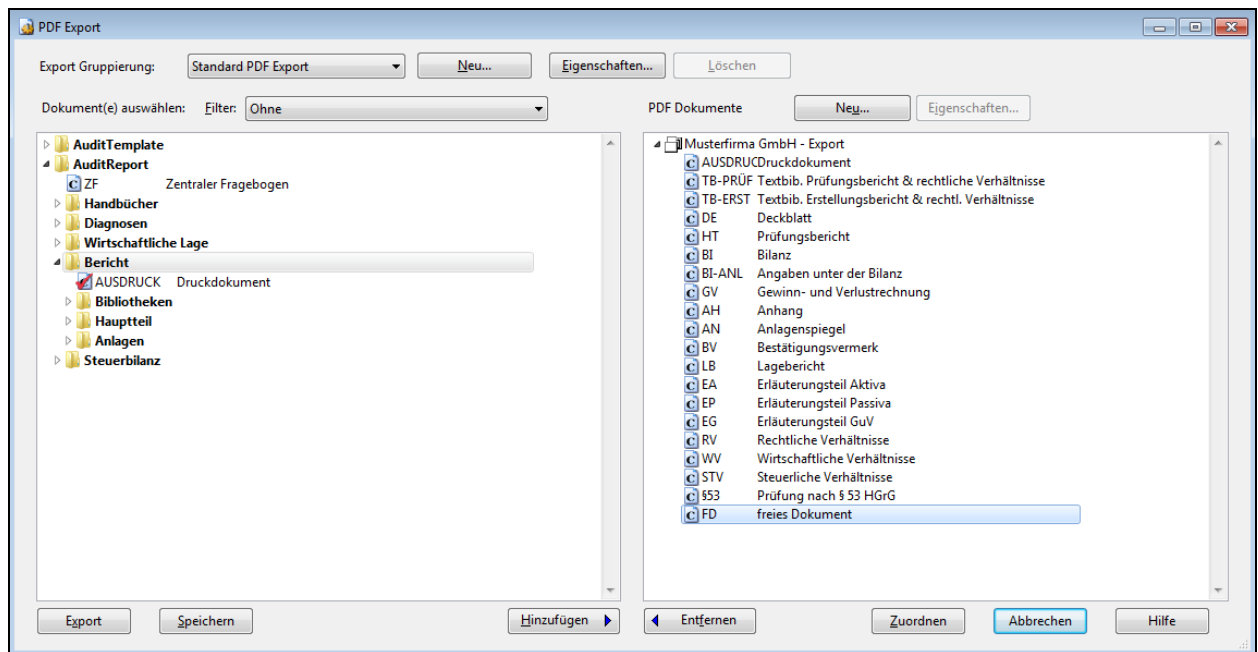 PDF Export
Export Gruppierung: Standard PDF Export Neu... Eigenschaften... Löschen
Dokument(e) auswählen: Filter: Ohne PDF Dokumente Neu... Eigenschaften...
AuditTemplate
AuditReport
ZF Zentraler Fragebogen
Handbücher
Diagnosen
Wirtschaftliche Lage
Bericht
AUSDRUCK Druckdokument
Bibliotheken
Hauptteil
Anlagen
Steuerbilanz
Musterfirma GmbH - Export
AUSDRUCDruckdokument
TB-PRÜF Textbib. Prüfungsbericht & rechtliche Verhältnisse
TB-ERST Textbib. Erstellungsbericht & rechtl. Verhältnisse
DE Deckblatt
HT Prüfungsbericht
BI Bilanz
BI-ANL Angaben unter der Bilanz
GV Gewinn- und Verlustrechnung
AH Anhang
AN Anlagenspiegel
BV Bestätigungsvermerk
LB Lagebericht
EA Erläuterungsteil Aktiva
EP Erläuterungsteil Passiva
EG Erläuterungsteil GuV
RV Rechtliche Verhältnisse
WV Wirtschaftliche Verhältnisse
STV Steuerliche Verhältnisse
§53 Prüfung nach § 53 HGrG
FD freies Dokument
Export Speichern Hinzufügen Entfernen Zuordnen Abbrechen Hilfe